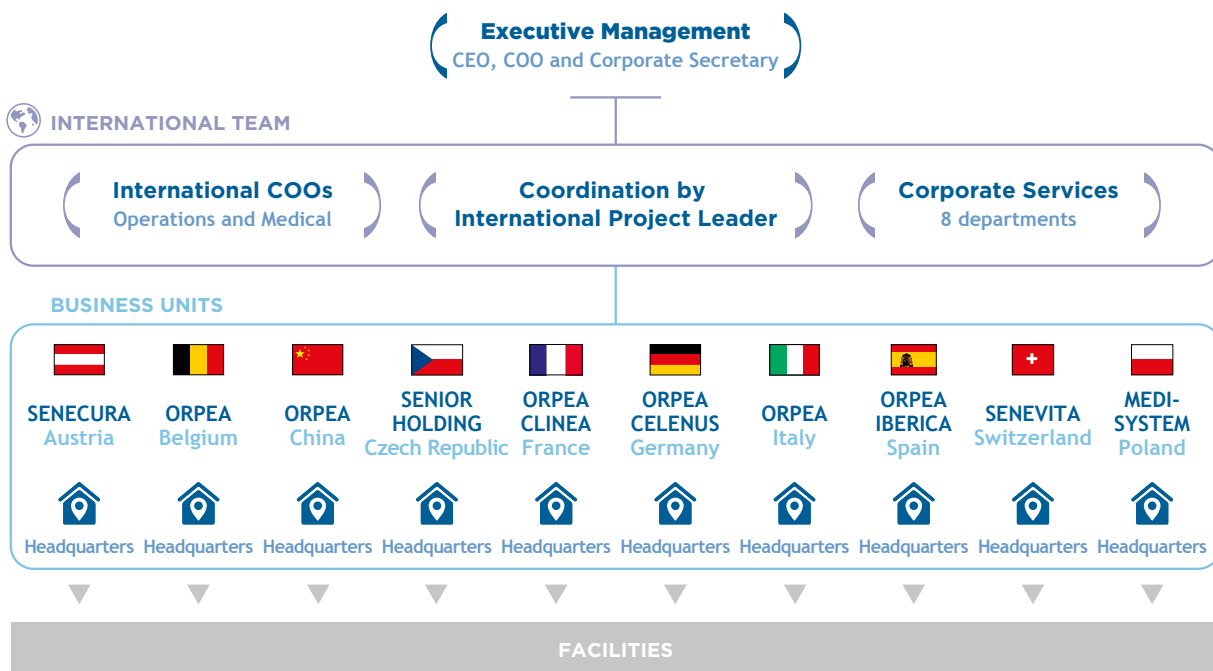 Executive Management
CEO, COO and Corporate Secretary
INTERNATIONAL TEAM
International COOs
Operations and Medical
Coordination by
International Project Leader
Corporate Services
8 departments
BUSINESS UNITS
SENECURA
Austria
ORPEA
Belgium
ORPEA
China
SENIOR
HOLDING
Czech Republic
ORPEA
CLINEA
France
ORPEA
CELENUS
Germany
ORPEA
Italy
ORPEA
IBERICA
Spain
SENEVITA
Switzerland
MEDI-
SYSTEM
Poland
Headquarters
Headquarters
Headquarters
Headquarters
Headquarters
Headquarters
Headquarters
Headquarters
Headquarters
Headquarters
FACILITIES